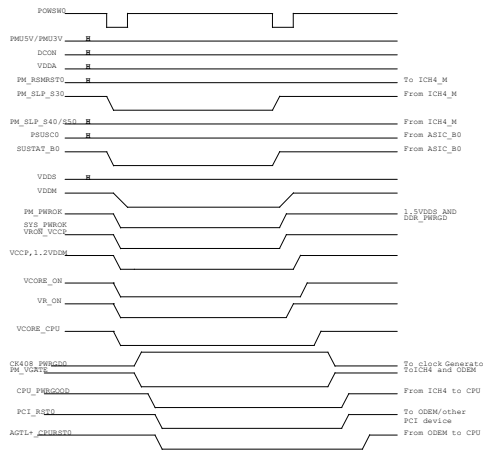 POWSW0
PMU5V/PMU3V H
DCON H
VDDA H
PM_RSMRST0 H To ICH4_M
PM_SLP_S30 From ICH4_M
PM_SLP_S40/S50 H From ICH4_M
PSUSC0 H From ASIC_B0
SUSTAT_B0 From ASIC_B0
VDDS H
VDDM
PM_PWROK 1.5VDDS AND
DDR_PWRGD
SYS_PWROK
VRON_VCCP
VCCP,1.2VDDM
VCORE_ON
VR_ON
VCORE_CPU
CK408_PWRGD0 To clock Generato
PM_VGATE ToICH4 and ODEM
CPU_PWRGOOD From ICH4 to CPU
PCI_RST0 To ODEM/other
PCI device
AGTL+_CPURST0 From ODEM to CPU